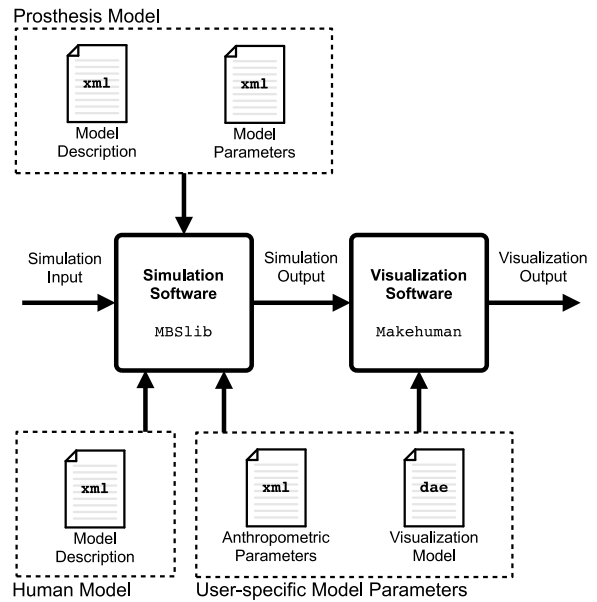 Prosthesis Model
xml
xml
Model
Description
Model
Parameters
Simulation
Input
Simulation
Software
MBSlib
Simulation
Output
Visualization
Software
Makehuman
Visualization
Output
xml
Model
Description
xml
Anthropometric
Parameters
dae
Visualization
Model
Human Model
User-specific Model Parameters